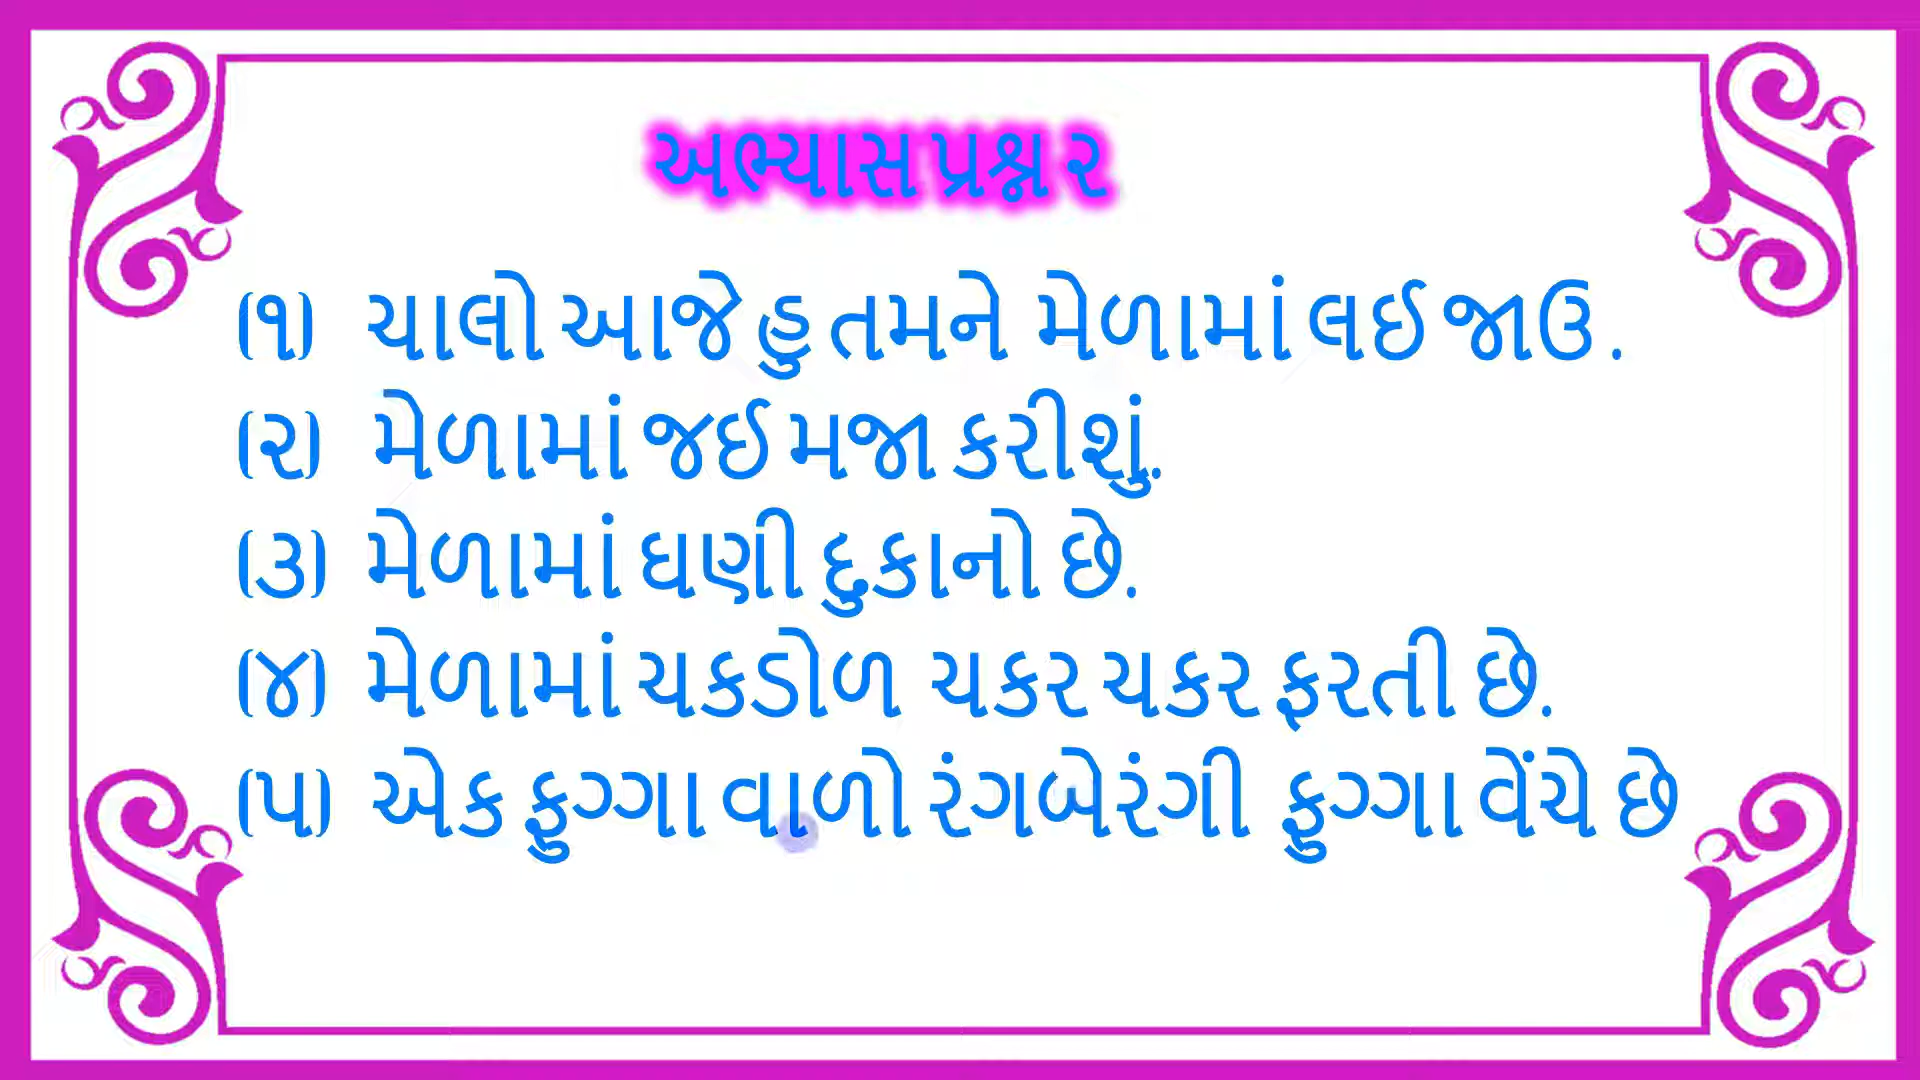 અભ્યાસ પ્રશ્ન ૨
(૧) ચાલો આજે હુ તમને મેળામાં લઈ જાઉ .
(૨) મેળામાં જઈ મજા કરીશું.
(૩) મેળામાં ઘણી દુકાનો છે.
(૪) મેળામાં ચકડોળ ચકર ચકર ફરતી છે.
(૫) એક ફુગ્ગા વાળો રંગબેરંગી ફુગ્ગા વેંચે છે